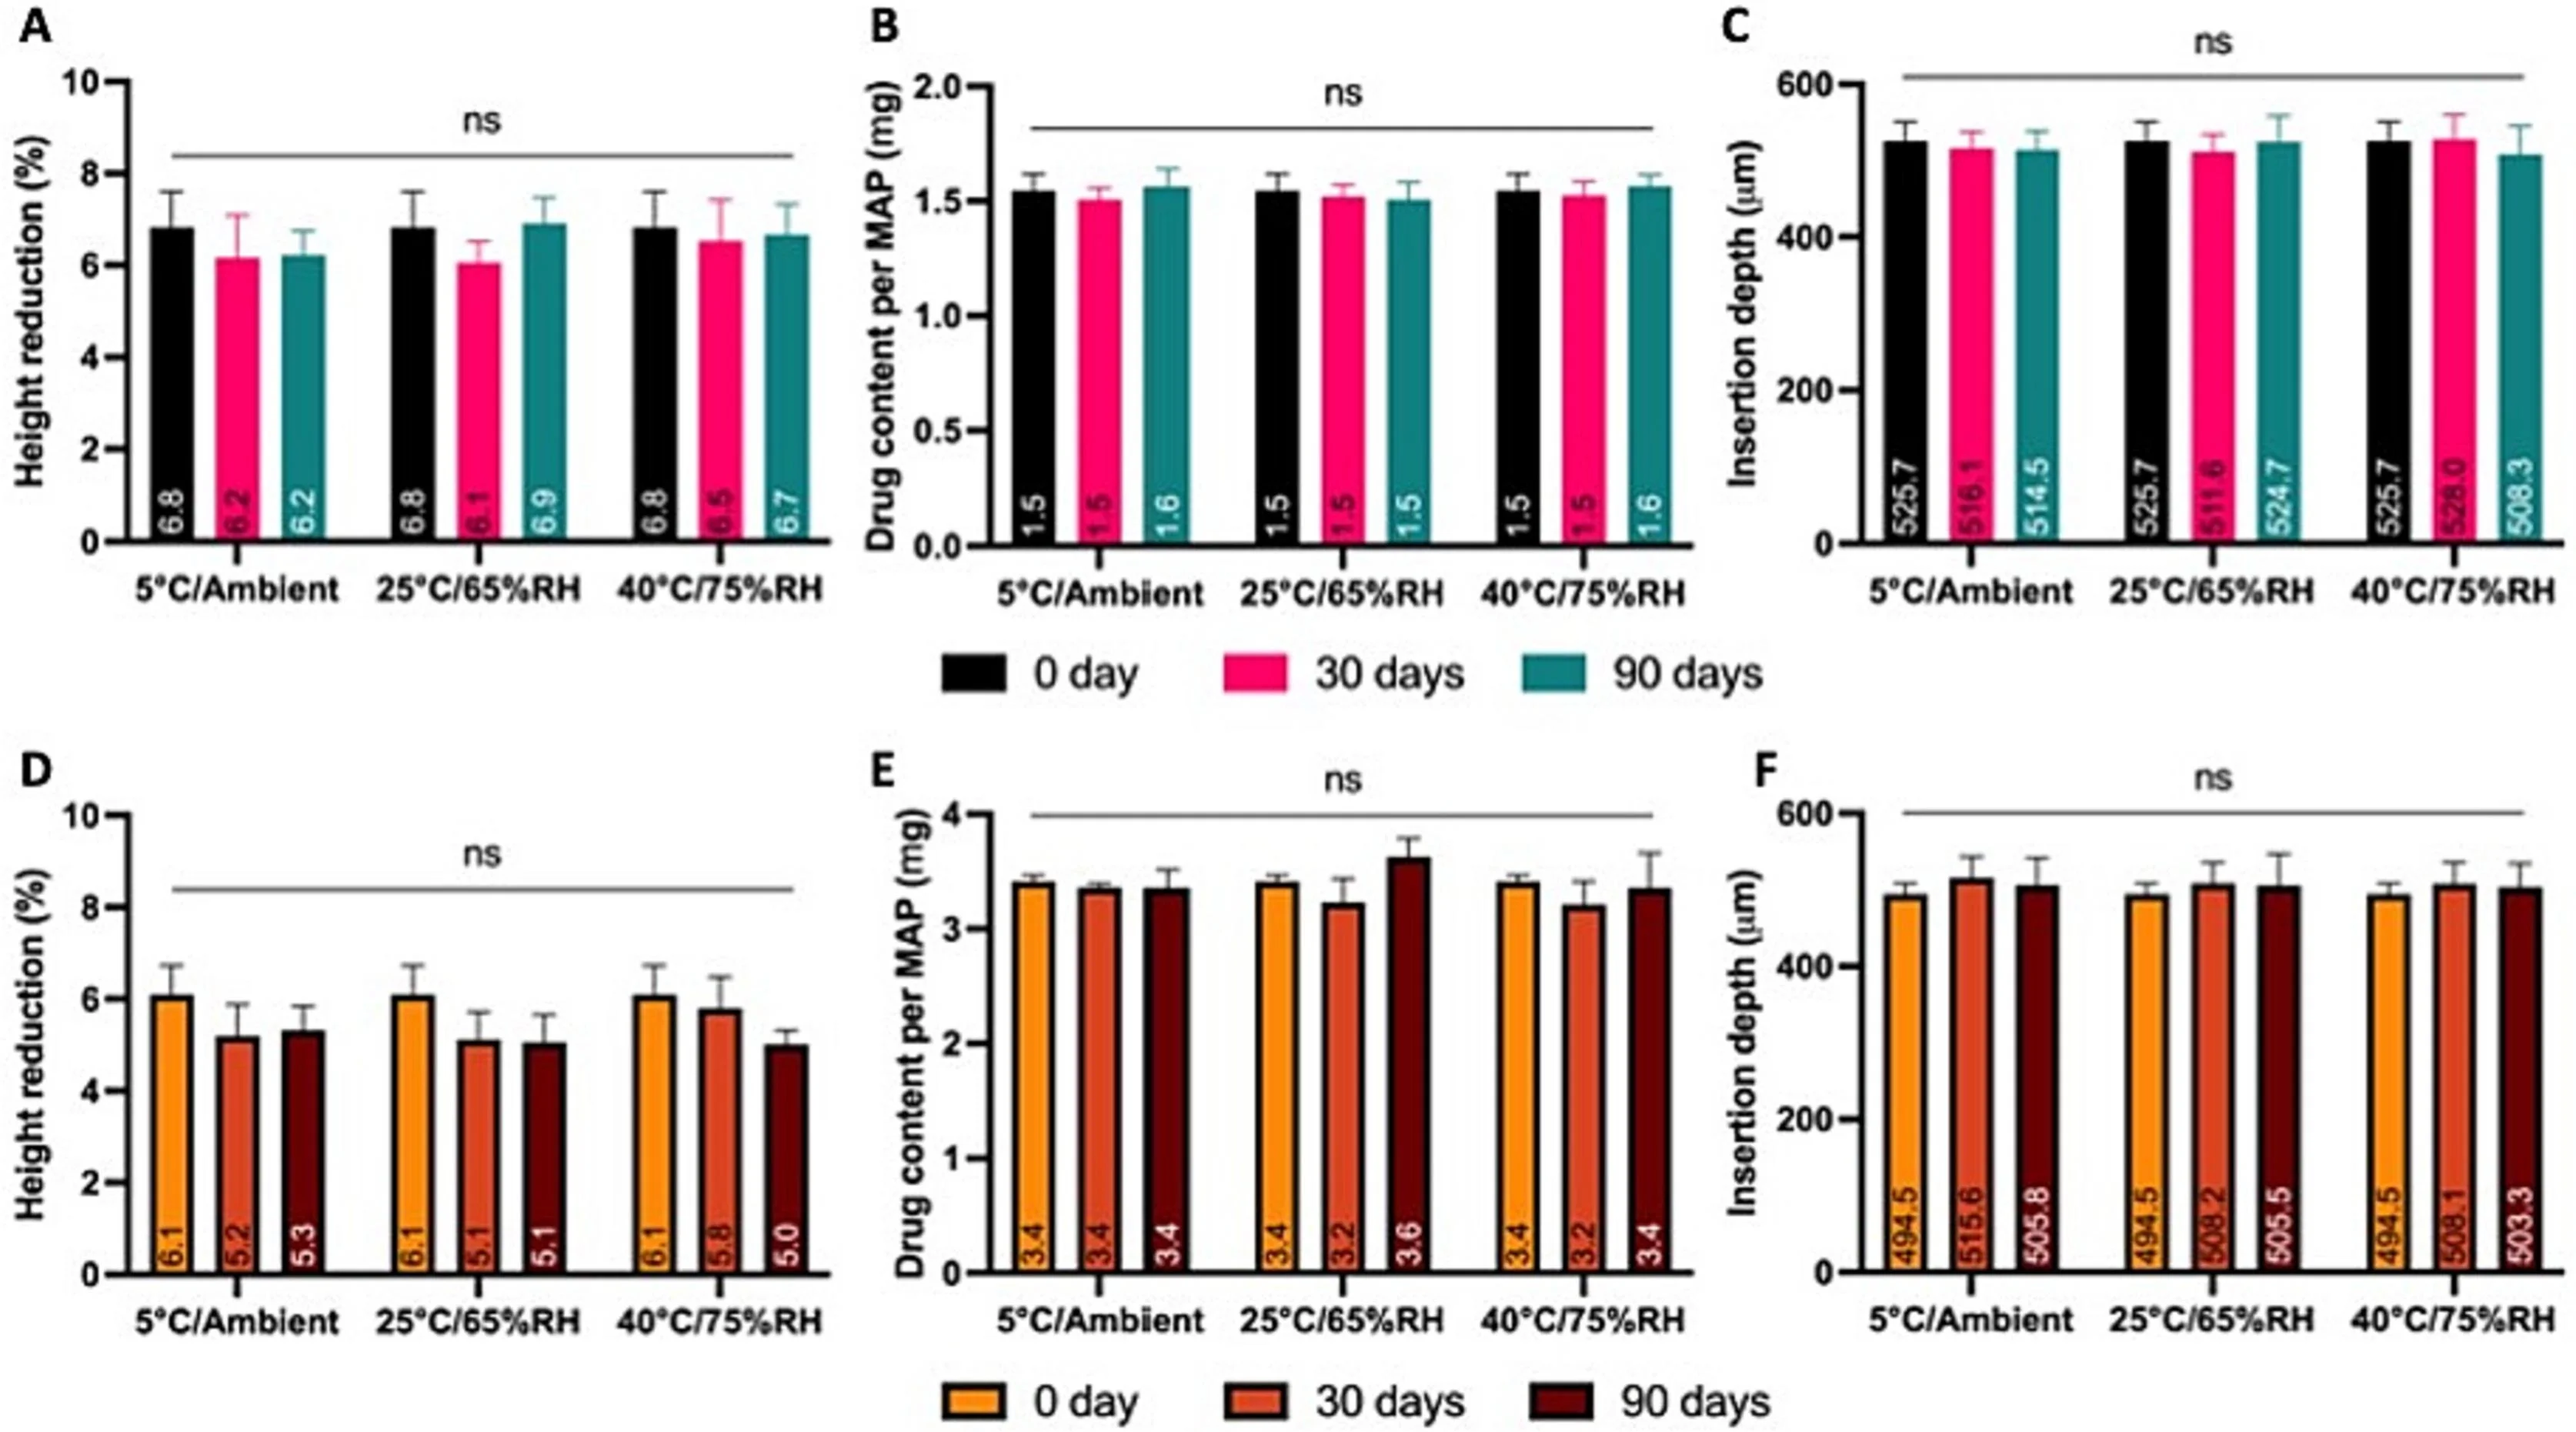 A
Height reduction (%)
10
8
6
4
2
0
ns
6.8
6.2
6.2
6.8
6.1
6.9
6.8
6.5
6.7
5°C/Ambient
25°C/65%RH
40°C/75%RH
B
Drug content per MAP (mg)
2.0
1.5
1.0
0.5
0.0
ns
1.5
1.5
1.6
1.5
1.5
1.5
1.5
1.5
1.6
5°C/Ambient
25°C/65%RH
40°C/75%RH
C
Insertion depth (μm)
600
400
200
0
ns
525.7
516.1
514.5
525.7
511.6
524.7
525.7
528.0
508.3
5°C/Ambient
25°C/65%RH
40°C/75%RH
0 day
30 days
90 days
D
Height reduction (%)
10
8
6
4
2
0
ns
6.1
5.2
5.3
6.1
5.1
5.1
6.1
5.8
5.0
5°C/Ambient
25°C/65%RH
40°C/75%RH
E
Drug content per MAP (mg)
4
3
2
1
0
ns
3.4
3.4
3.4
3.4
3.2
3.6
3.4
3.2
3.4
5°C/Ambient
25°C/65%RH
40°C/75%RH
F
Insertion depth (μm)
600
400
200
0
ns
494.5
515.6
505.8
494.5
508.2
505.5
494.5
508.1
503.3
5°C/Ambient
25°C/65%RH
40°C/75%RH
0 day
30 days
90 days